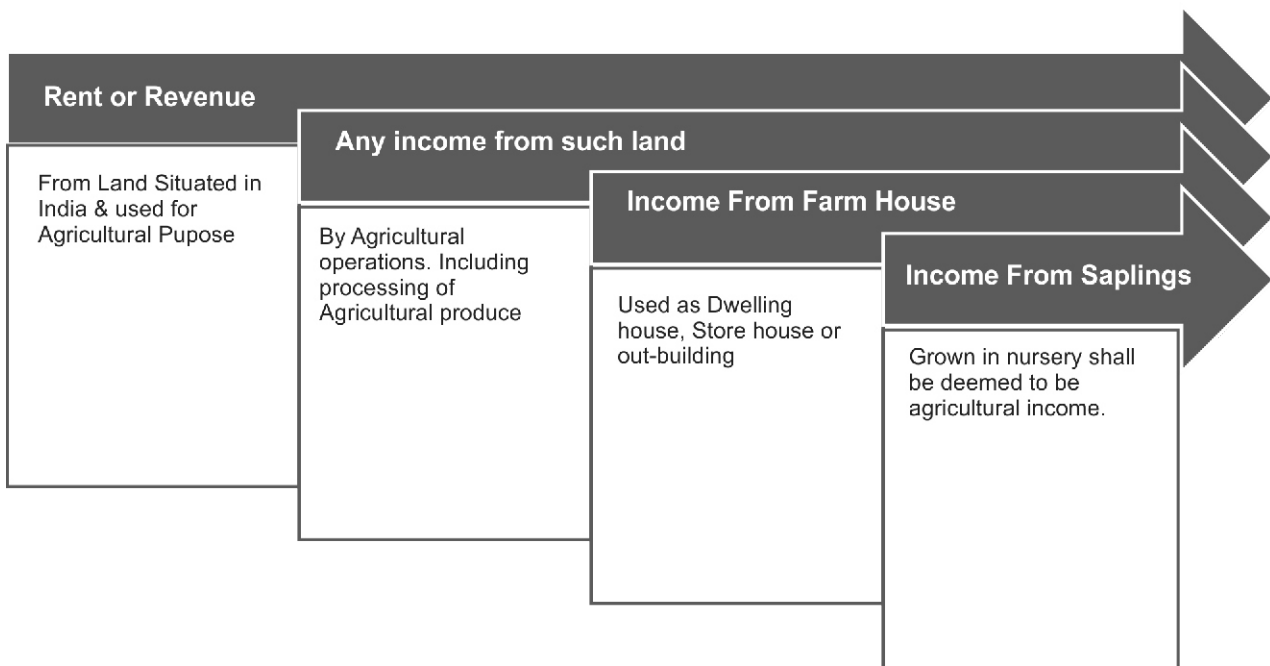 Rent or Revenue
From Land Situated in
India & used for
Agricultural Pupose
Any income from such land
By Agricultural
operations. Including
processing of
Agricultural produce
Income From Farm House
Used as Dwelling
house, Store house or
out-building
Income From Saplings
Grown in nursery shall
be deemed to be
agricultural income.